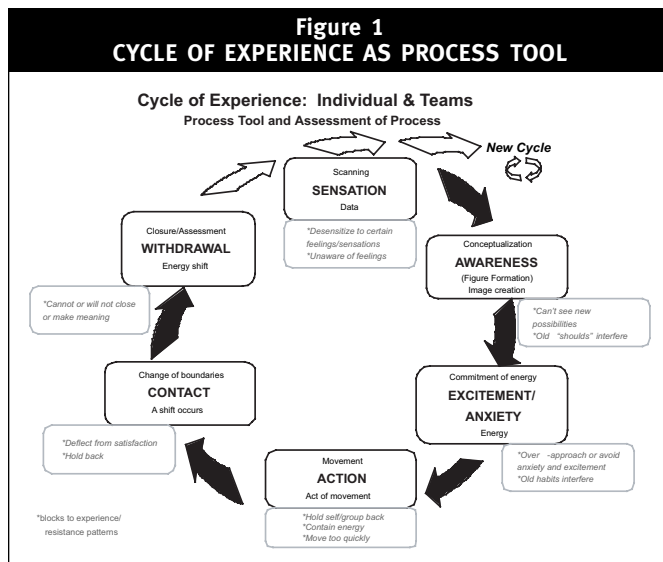 Figure 1
CYCLE OF EXPERIENCE AS PROCESS TOOL
Cycle of Experience: Individual & Teams
Process Tool and Assessment of Process
New Cycle
Scanning
SENSATION
Data
*Desensitize to certain
feelings/sensations
*Unaware of feelings
Conceptualization
AWARENESS
(Figure Formation)
Image creation
*Can't see new
possibilities
*Old "shoulds" interfere
Commitment of energy
EXCITEMENT/
ANXIETY
Energy
*Over -approach or avoid
anxiety and excitement
*Old habits interfere
Movement
ACTION
Act of movement
*Hold self/group back
*Contain energy
*Move too quickly
Change of boundaries
CONTACT
A shift occurs
*Deflect from satisfaction
*Hold back
Closure/Assessment
WITHDRAWAL
Energy shift
*Cannot or will not close
or make meaning
*blocks to experience/
resistance patterns